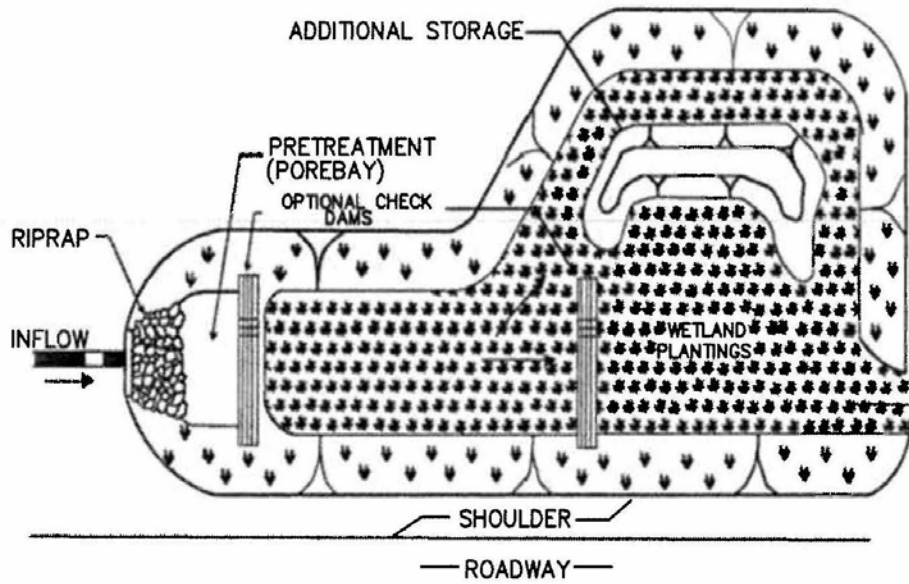 ADDITIONAL STORAGE
PRETREATMENT
(POREBAY)
OPTIONAL CHECK
DAMS
RIPRAP
INFLOW
WETLAND
PLANTINGS
SHOULDER
ROADWAY